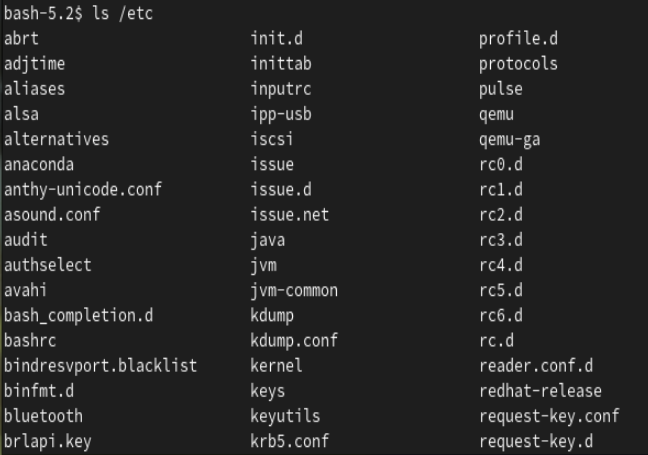 bash-5.2$ ls /etc
abrt init.d profile.d
adjtime inittab protocols
aliases inputrc pulse
alsa ipp-usb qemu
alternatives iscsi qemu-ga
anaconda issue rc0.d
anthy-unicode.conf issue.d rc1.d
asound.conf issue.net rc2.d
audit java rc3.d
authselect jvm rc4.d
avahi jvm-common rc5.d
bash_completion.d kdump rc6.d
bashrc kdump.conf rc.d
bindresvport.blacklist kernel reader.conf.d
binfmt.d keys redhat-release
bluetooth keyutils request-key.conf
brlapi.key krb5.conf request-key.d